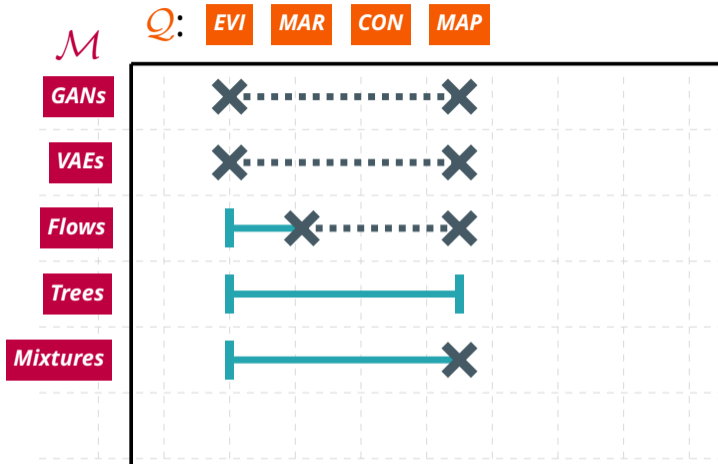 𝒬: EVI MAR CON MAP
ℳ
GANs
VAEs
Flows
Trees
Mixtures